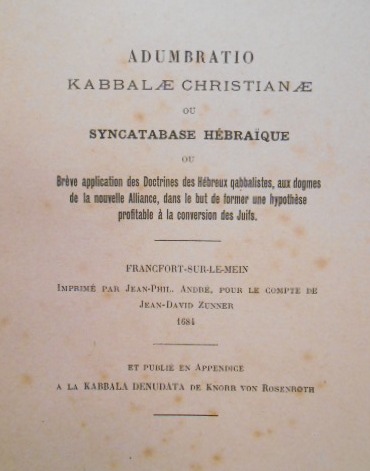 ADUMBRATIO
KABBALÆ CHRISTIANÆ
OU
SYNCATABASE HÉBRAÏQUE
OU
Brève application des Doctrines des Hébreux qabbalistes, aux dogmes
de la nouvelle Alliance, dans le but de former une hypothèse
profitable à la conversion des Juifs.
FRANCFORT-SUR-LE-MEIN
IMPRIMÉ PAR JEAN-PHIL. ANDRÉ, POUR LE COMPTE DE
JEAN-DAVID ZUNNER
1684
ET PUBLIÉ EN APPENDICE
A LA KABBALA DENUDATA DE KNORR VON ROSENROTH